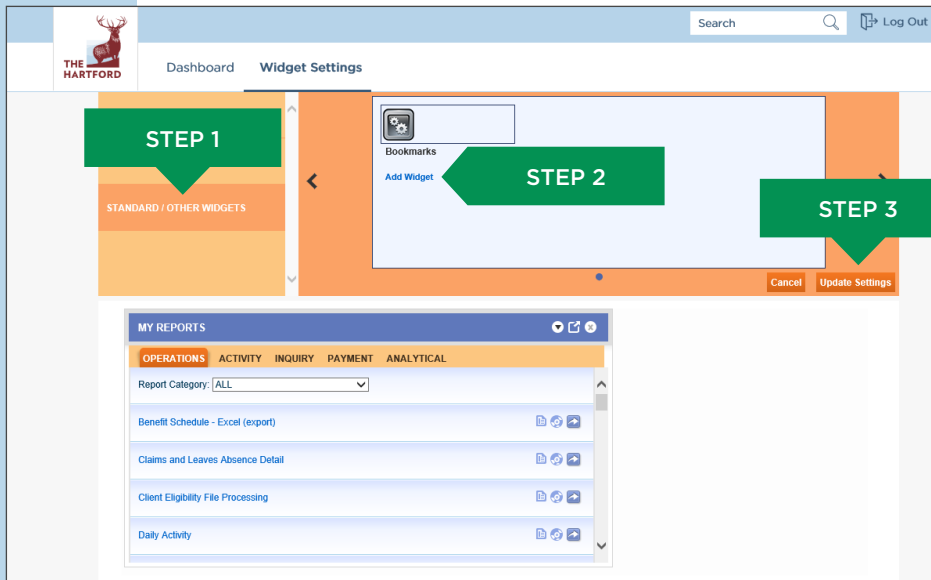 Search
Log Out
THE
HARTFORD
Dashboard Widget Settings
STEP 1
Bookmarks
Add Widget
STEP 2
STANDARD / OTHER WIDGETS
STEP 3
Cancel Update Settings
MY REPORTS
OPERATIONS ACTIVITY INQUIRY PAYMENT ANALYTICAL
Report Category: ALL
Benefit Schedule - Excel (export)
Claims and Leaves Absence Detail
Client Eligibility File Processing
Daily Activity